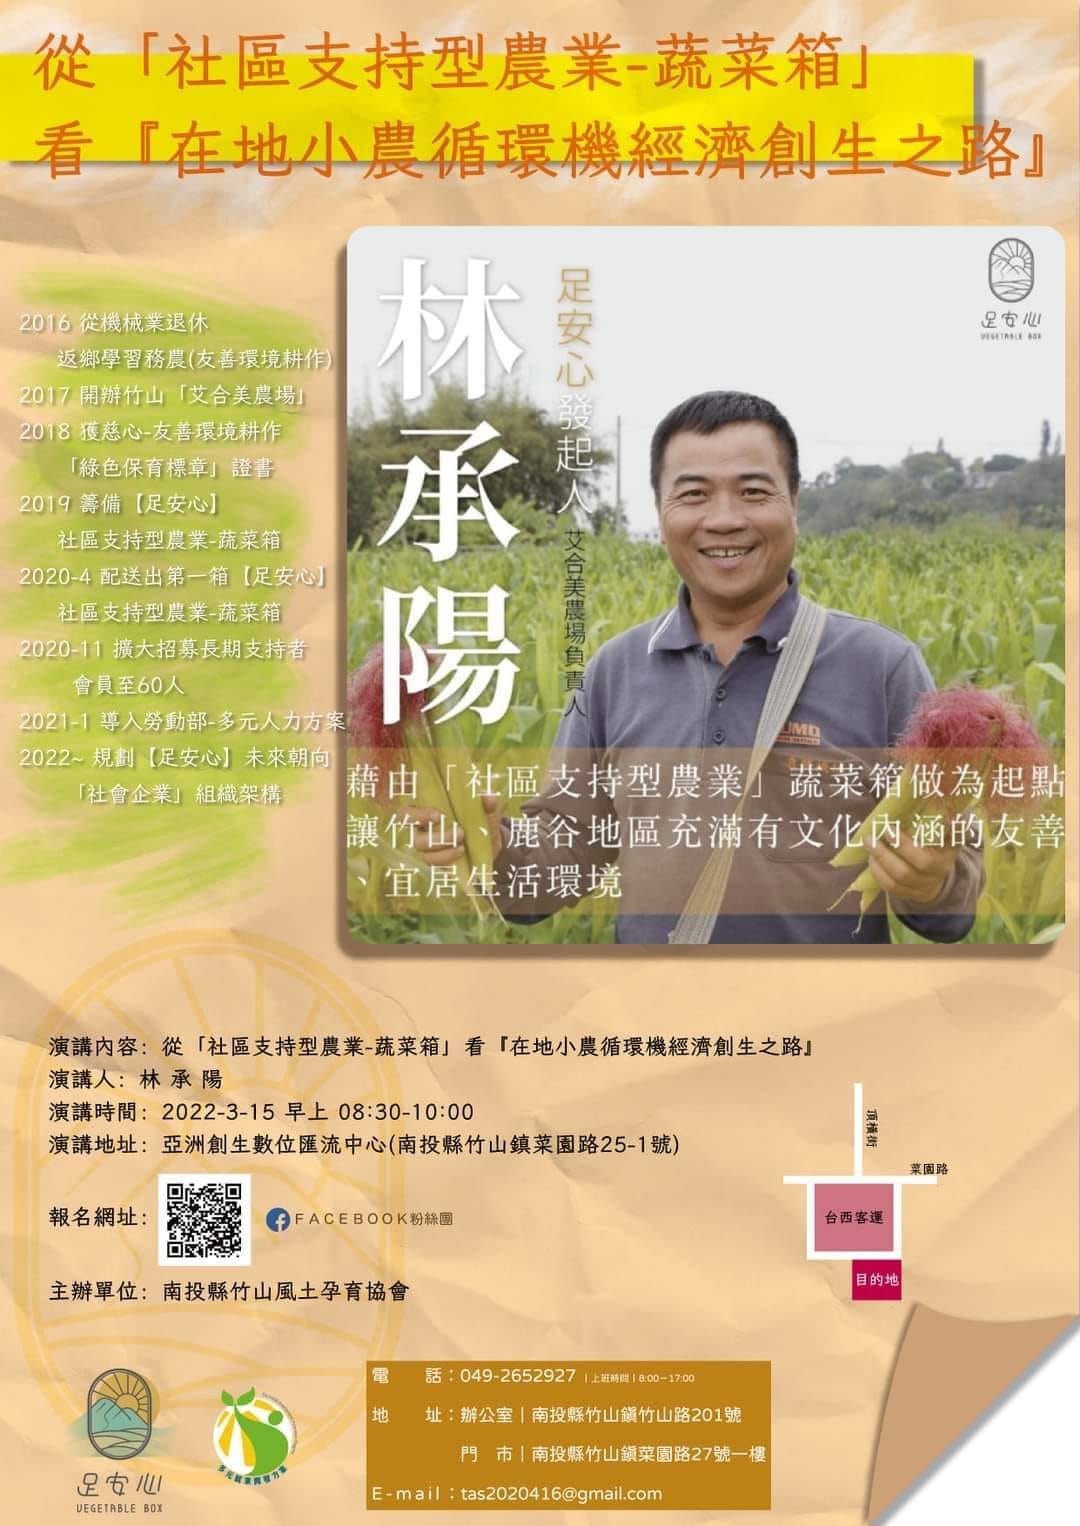 從「社區支持型農業-蔬菜箱」
看『在地小農循環機經濟創生之路』
2016 從機械業退休
返鄉學習務農(友善環境耕作)
2017 開辦竹山「艾合美農場」
2018 獲慈心-友善環境耕作
「綠色保育標章」證書
2019 籌備【足安心】
社區支持型農業-蔬菜箱
2020-4 配送出第一箱【足安心】
社區支持型農業-蔬菜箱
2020-11 擴大招募長期支持者
會員至60人
2021-1 導入勞動部-多元人力方案
2022~ 規劃【足安心】未來朝向
「社會企業」組織架構
林承陽
足安心發起人
艾合美農場負責人
足安心
VEGETABLE BOX
藉由「社區支持型農業」蔬菜箱做為起點
讓竹山、鹿谷地區充滿有文化內涵的友善
、宜居生活環境
演講內容：從「社區支持型農業-蔬菜箱」看『在地小農循環機經濟創生之路』
演講人：林 承 陽
演講時間：2022-3-15 早上 08:30-10:00
演講地址：亞洲創生數位匯流中心(南投縣竹山鎮菜園路25-1號)
報名網址：
FACEBOOK粉絲團
主辦單位：南投縣竹山風土孕育協會
頂橫街
菜園路
台西客運
目的地
足安心
VEGETABLE BOX
多元就業開發方案
電　　話：049-2652927 ｜上班時間｜8:00－17:00
地　　址：辦公室｜南投縣竹山鎮竹山路201號
門　市｜南投縣竹山鎮菜園路27號一樓
E-mail：tas2020416@gmail.com